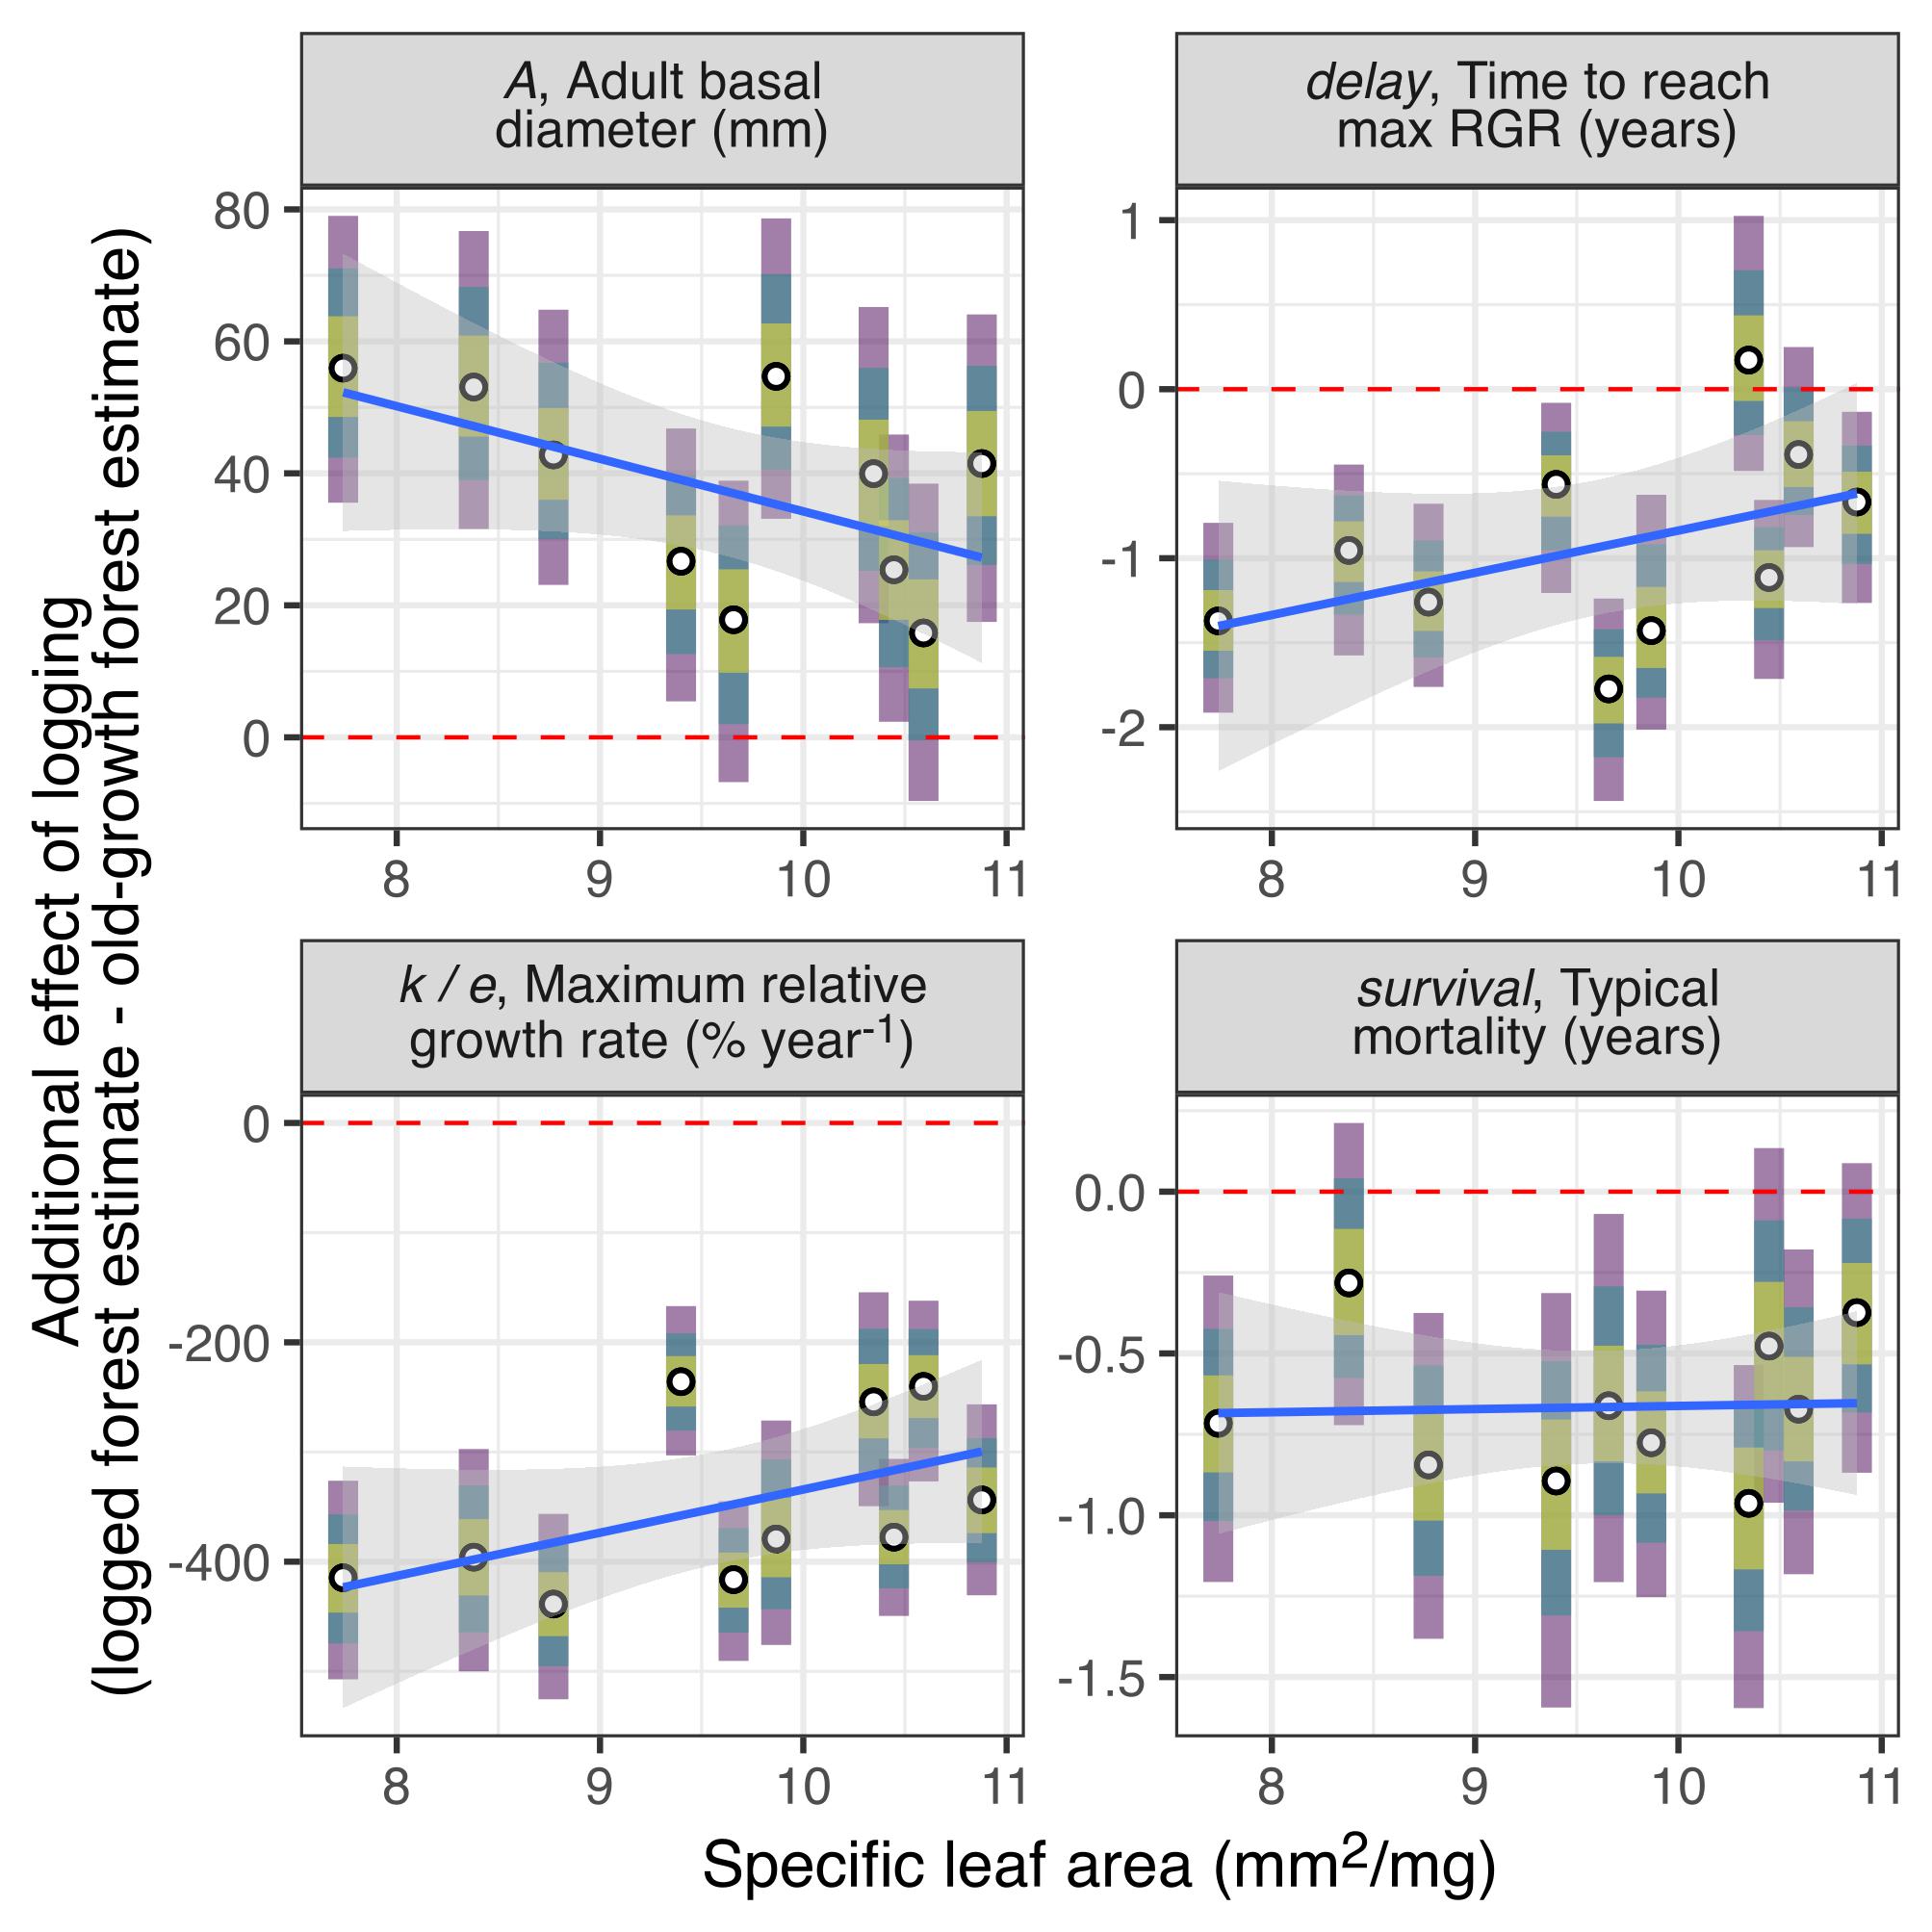 A, Adult basal
diameter (mm)
delay, Time to reach
max RGR (years)
80
60
40
20
0
8
9
10
11
1
0
-1
-2
8
9
10
11
k / e, Maximum relative
growth rate (% year-1)
survival, Typical
mortality (years)
0
-200
-400
8
9
10
11
0.0
-0.5
-1.0
-1.5
8
9
10
11
Additional effect of logging
(logged forest estimate - old-growth forest estimate)
Specific leaf area (mm2/mg)